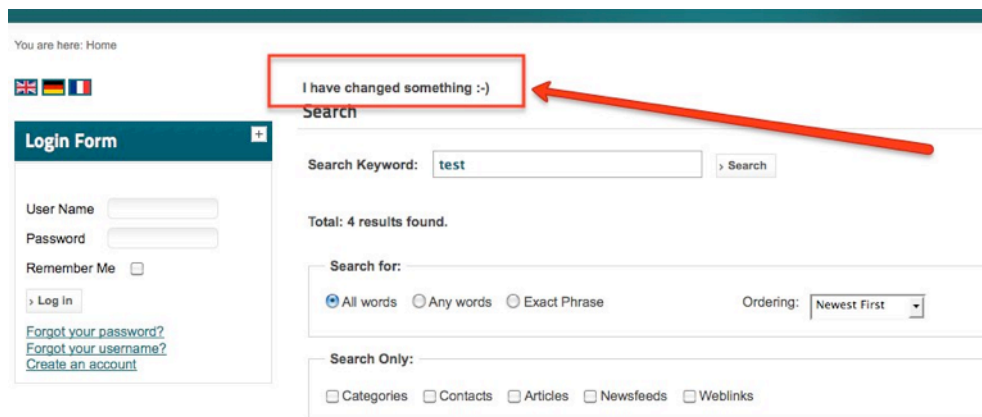 You are here: Home
I have changed something :-)
Login Form
+
User Name
Password
Remember Me
› Log in
Forgot your password?
Forgot your username?
Create an account
Search
Search Keyword: test › Search
Total: 4 results found.
Search for:
All words Any words Exact Phrase Ordering: Newest First
Search Only:
Categories Contacts Articles Newsfeeds Weblinks